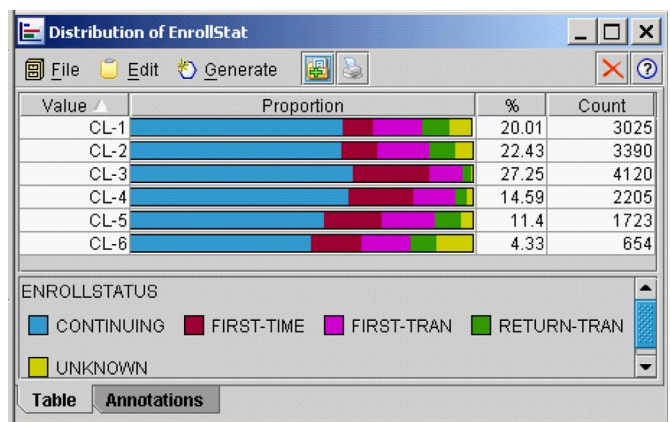 Distribution of EnrollStat
File Edit Generate
Value Proportion % Count
CL-1 20.01 3025
CL-2 22.43 3390
CL-3 27.25 4120
CL-4 14.59 2205
CL-5 11.4 1723
CL-6 4.33 654
ENROLLSTATUS
CONTINUING FIRST-TIME FIRST-TRAN RETURN-TRAN
UNKNOWN
Table Annotations